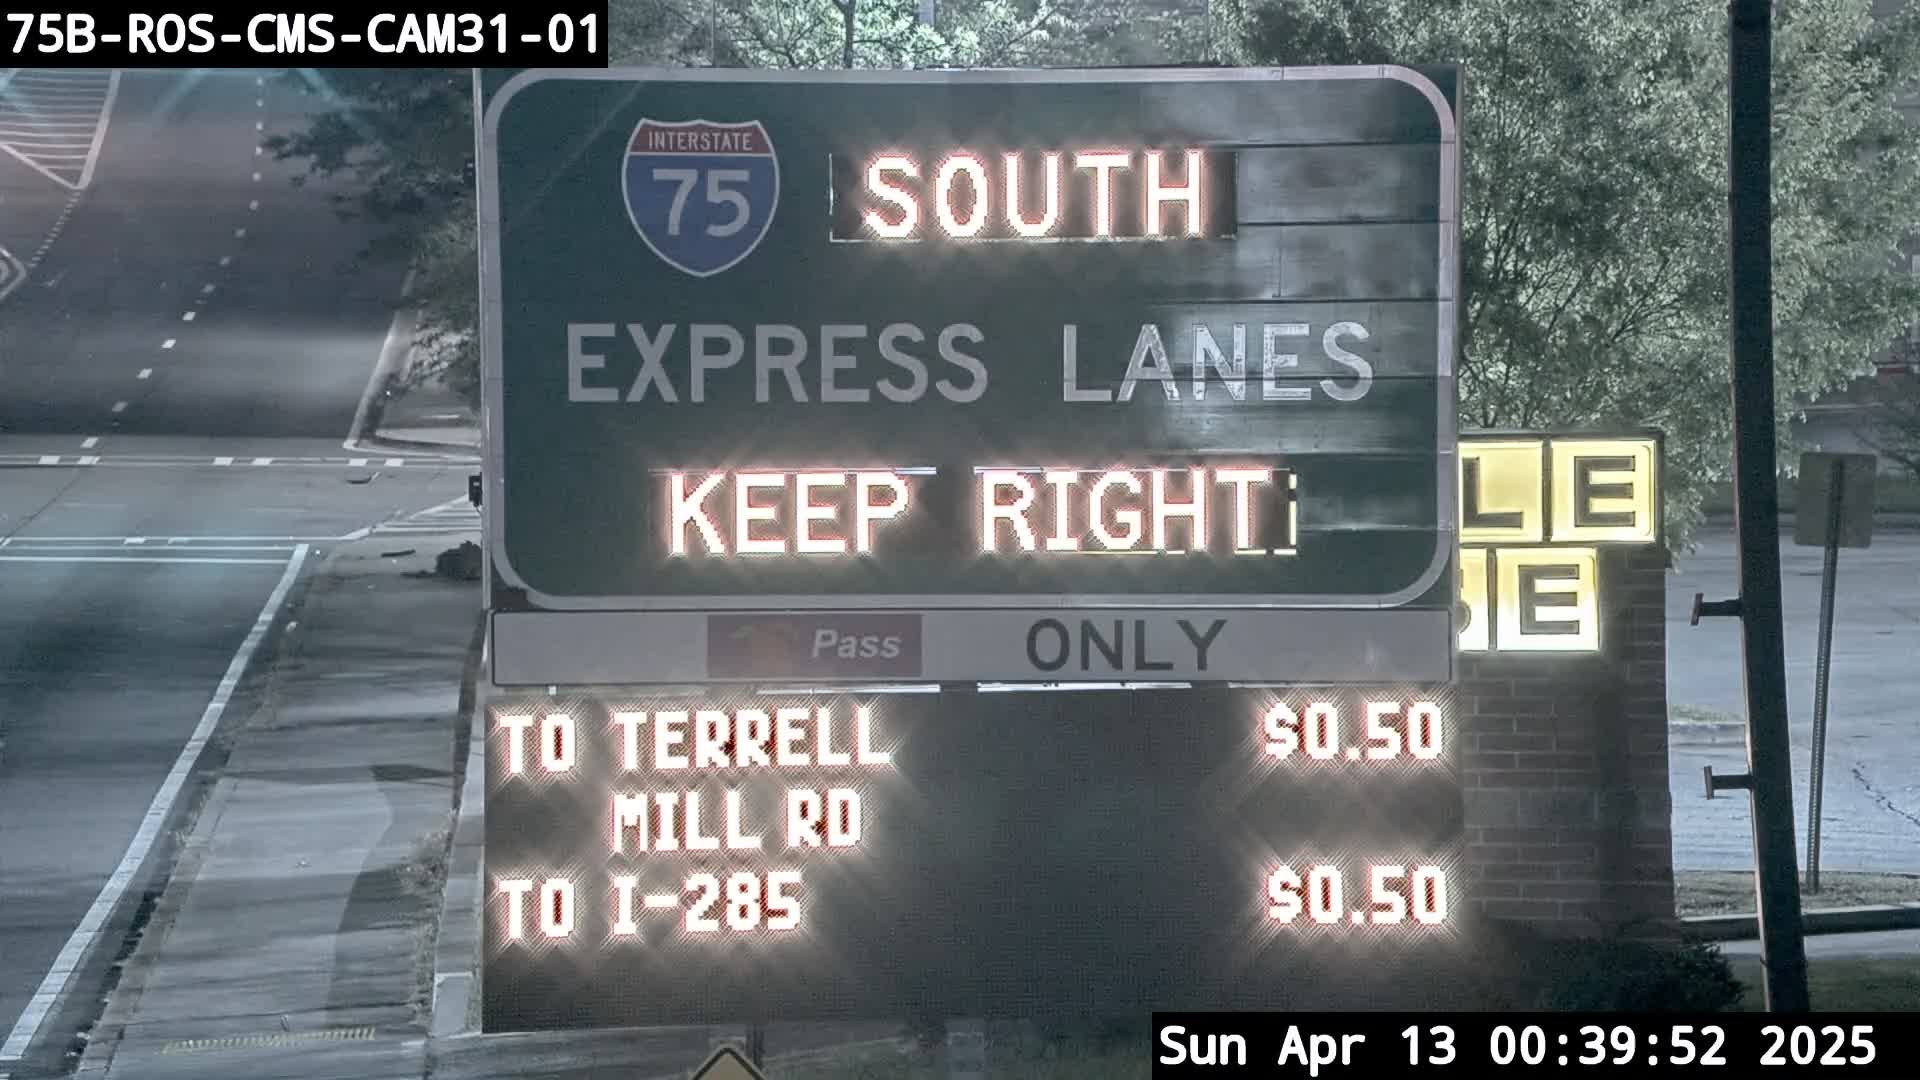 75B-ROS-CMS-CAM31-01
INTERSTATE
75
SOUTH
EXPRESS LANES
KEEP RIGHT
Pass ONLY
TO TERRELL $0.50
MILL RD
TO I-285 $0.50
LE
E
Sun Apr 13 00:39:52 2025